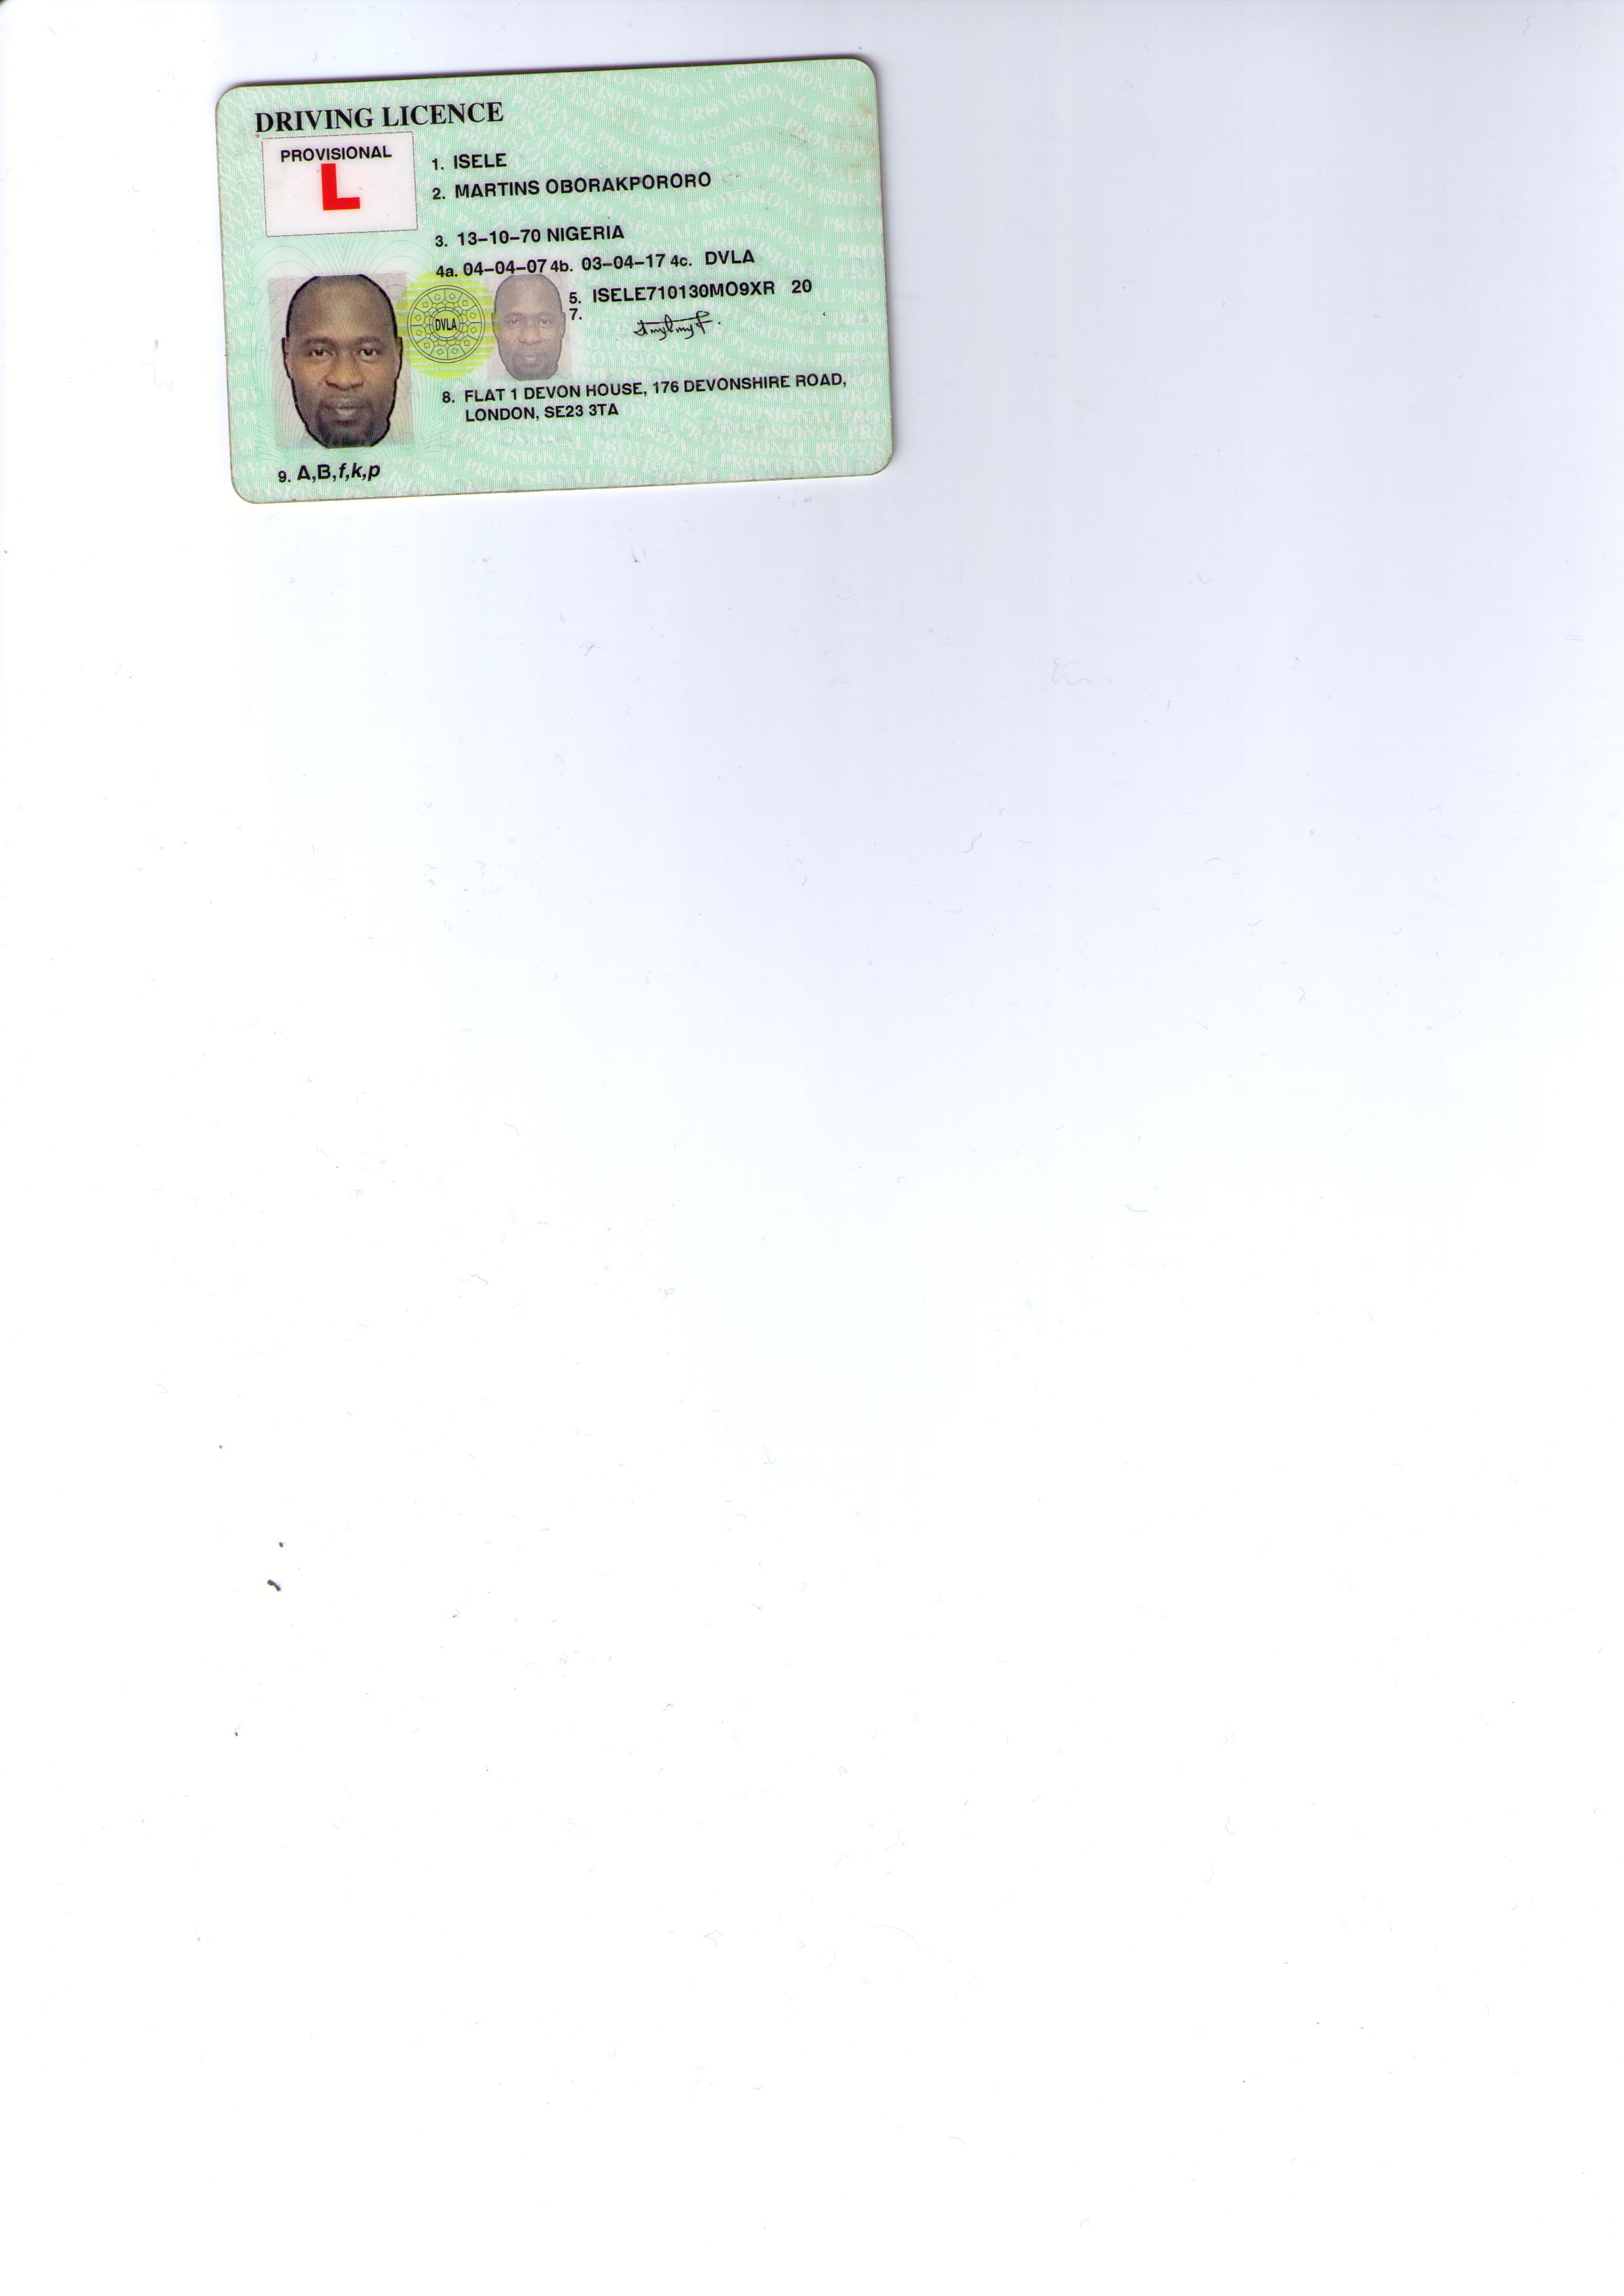 DRIVING LICENCE
PROVISIONAL
L
1. ISELE
2. MARTINS OBORAKPORORO
3. 13-10-70 NIGERIA
4a. 04-04-07 4b. 03-04-17 4c. DVLA
5. ISELE710130MO9XR 20
7.
DVLA
8. FLAT 1 DEVON HOUSE, 176 DEVONSHIRE ROAD,
LONDON, SE23 3TA
9. A,B,f,k,p